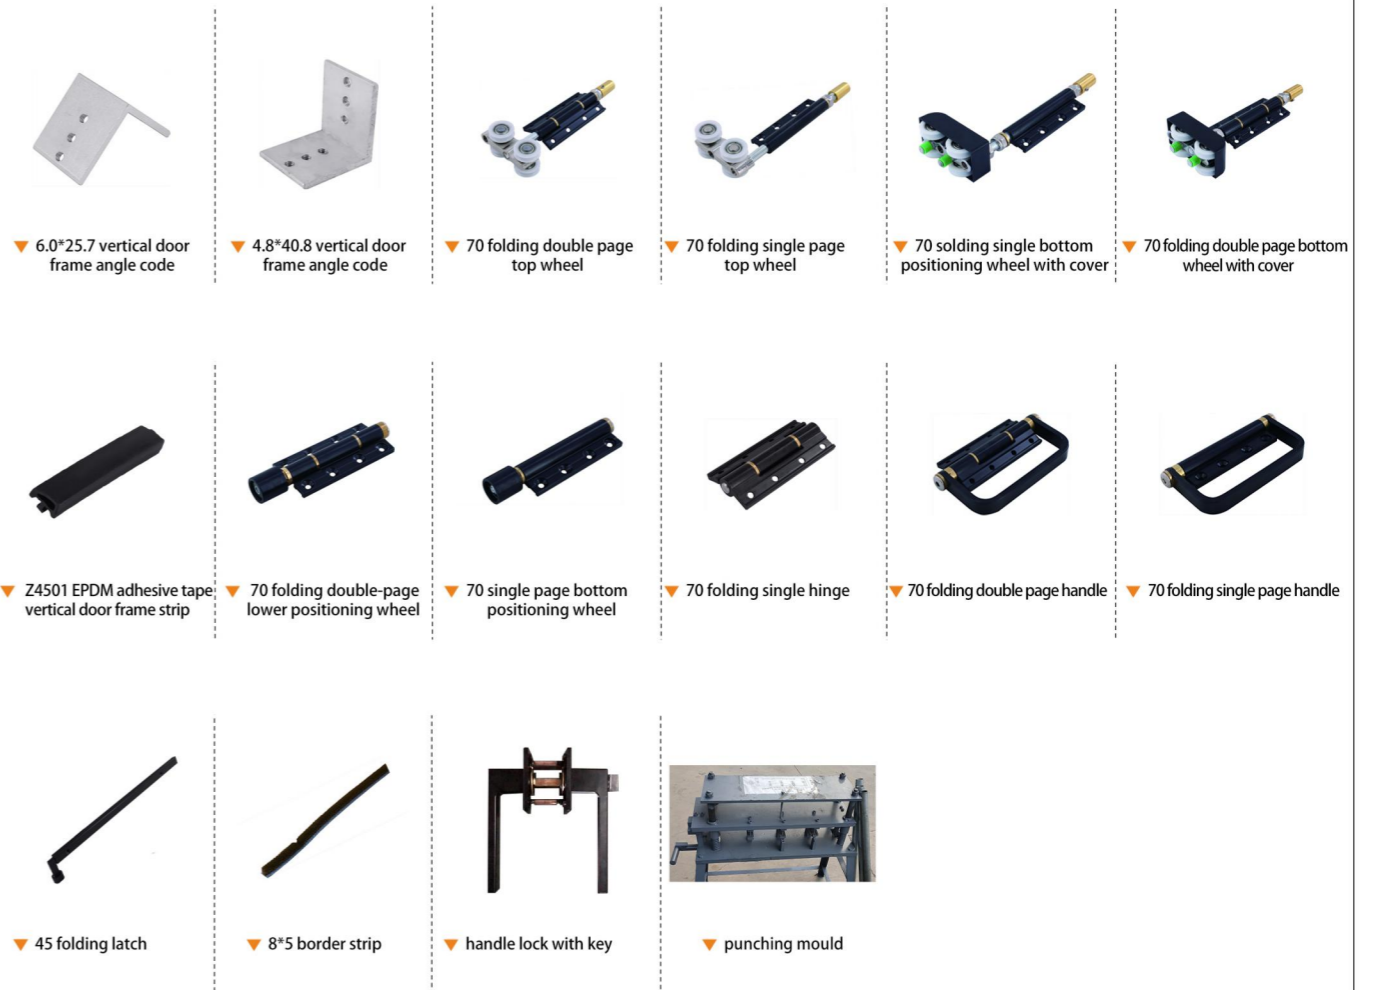 6.0*25.7 vertical door
frame angle code
4.8*40.8 vertical door
frame angle code
70 folding double page
top wheel
70 folding single page
top wheel
70 solding single bottom
positioning wheel with cover
70 folding double page bottom
wheel with cover
Z4501 EPDM adhesive tape
vertical door frame strip
70 folding double-page
lower positioning wheel
70 single page bottom
positioning wheel
70 folding single hinge
70 folding double page handle
70 folding single page handle
45 folding latch
8*5 border strip
handle lock with key
punching mould